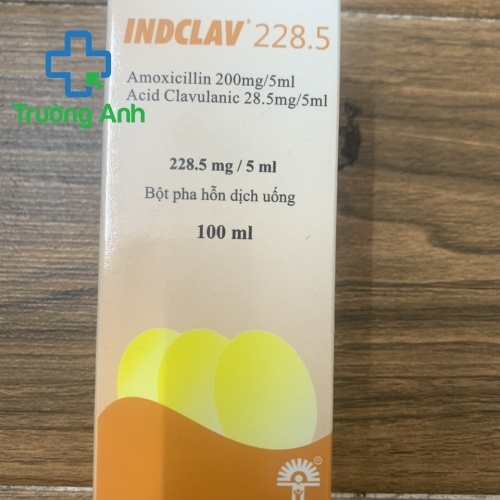 INDCLAV® 228.5
Amoxicillin 200mg/5ml
Acid Clavulanic 28.5mg/5ml
Trường Anh
228.5 mg / 5 ml
Bột pha hỗn dịch uống
100 ml